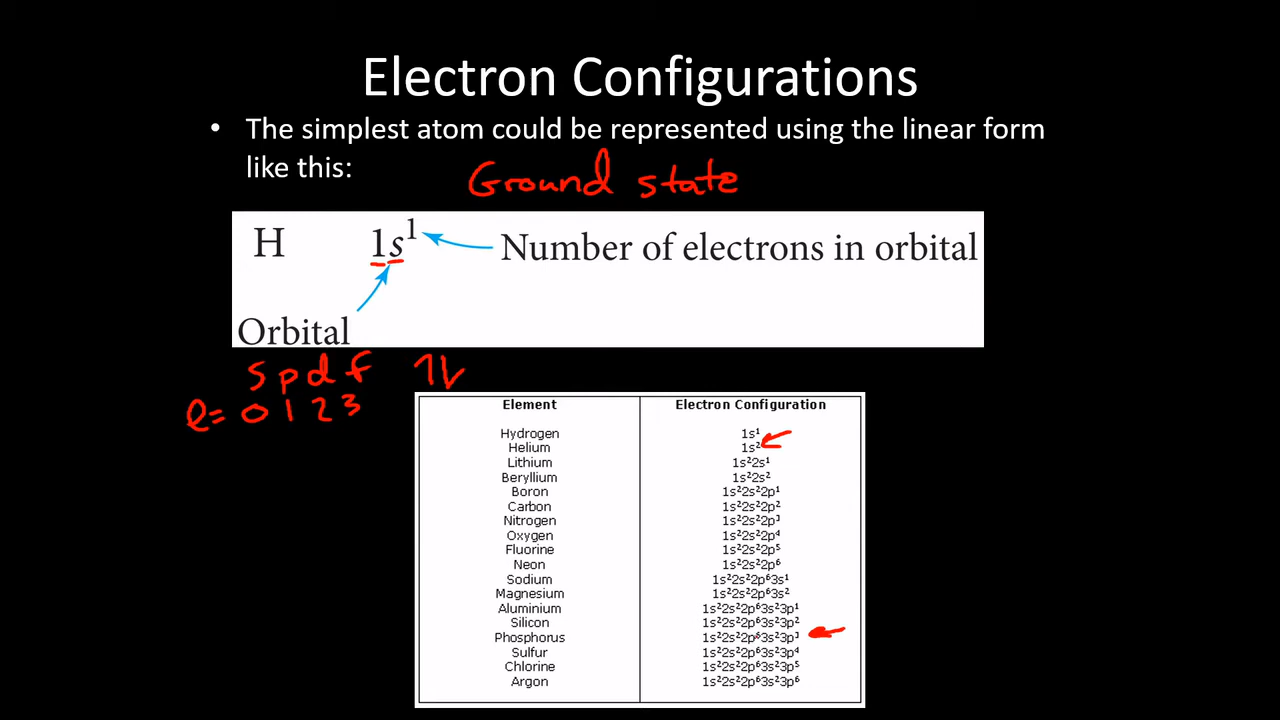 Electron Configurations
• The simplest atom could be represented using the linear form
like this:
Ground state
H 1s¹ Number of electrons in orbital
Orbital
s p d f ↿⇂
ℓ= 0 1 2 3
Element Electron Configuration
Hydrogen 1s¹
Helium 1s²
Lithium 1s²2s¹
Beryllium 1s²2s²
Boron 1s²2s²2p¹
Carbon 1s²2s²2p²
Nitrogen 1s²2s²2p³
Oxygen 1s²2s²2p⁴
Fluorine 1s²2s²2p⁵
Neon 1s²2s²2p⁶
Sodium 1s²2s²2p⁶3s¹
Magnesium 1s²2s²2p⁶3s²
Aluminium 1s²2s²2p⁶3s²3p¹
Silicon 1s²2s²2p⁶3s²3p²
Phosphorus 1s²2s²2p⁶3s²3p³
Sulfur 1s²2s²2p⁶3s²3p⁴
Chlorine 1s²2s²2p⁶3s²3p⁵
Argon 1s²2s²2p⁶3s²3p⁶